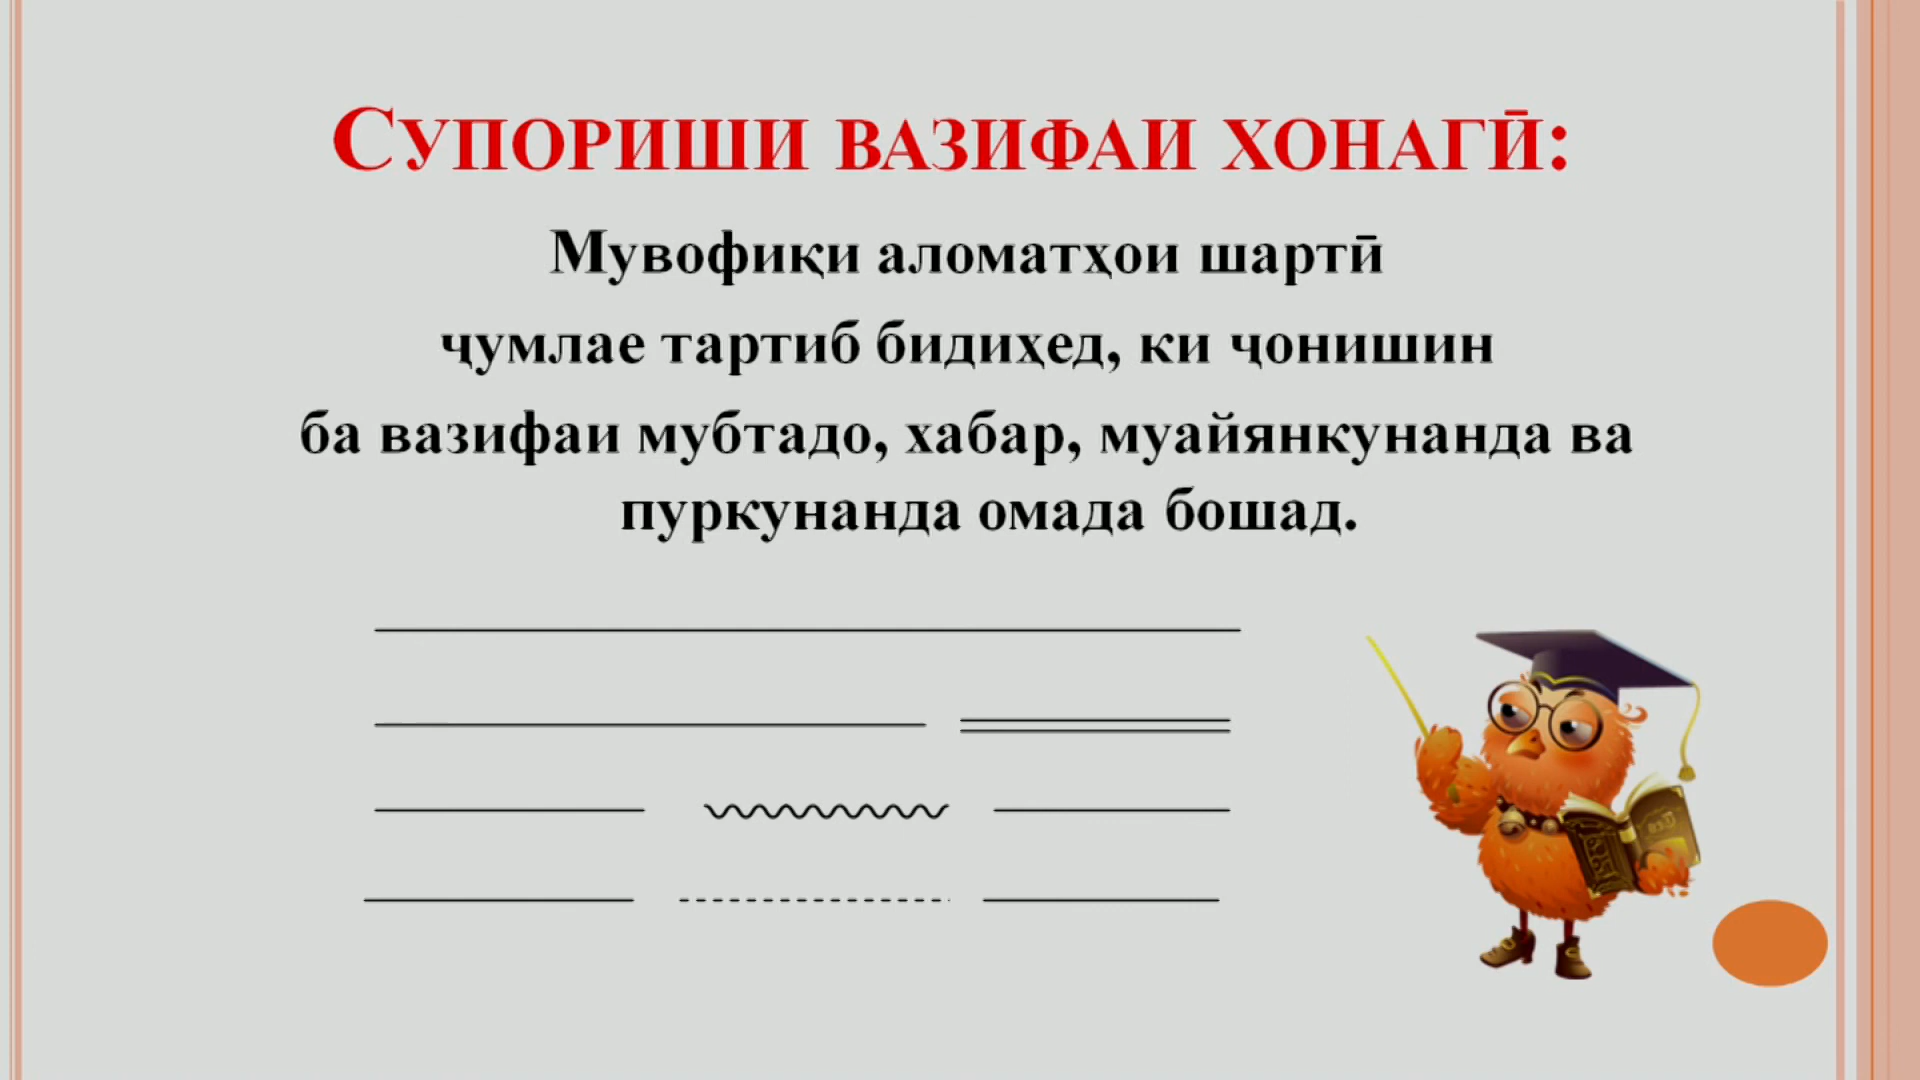 Супориши вазифаи хонагӣ:
Мувофиқи аломатҳои шартӣ
ҷумлае тартиб бидиҳед, ки ҷонишин
ба вазифаи мубтадо, хабар, муайянкунанда ва
пуркунанда омада бошад.